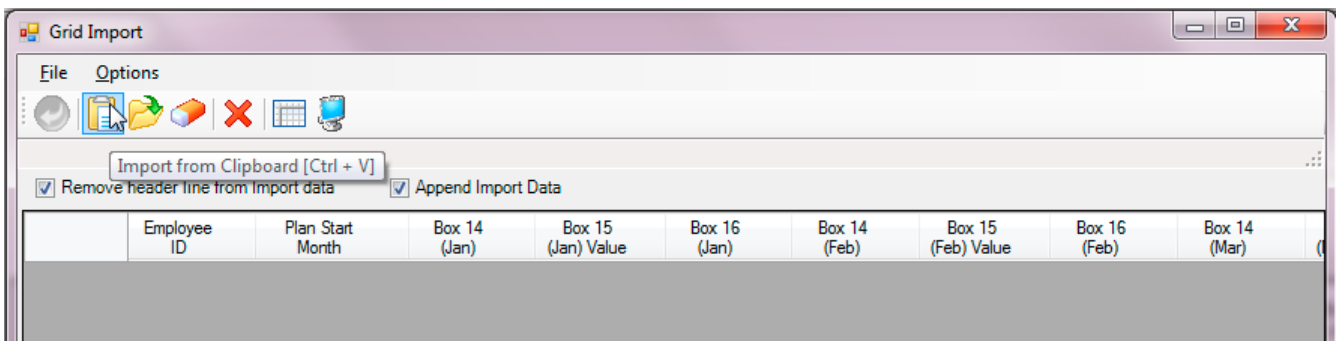 Grid Import
File Options
Import from Clipboard [Ctrl + V]
Remove header line from Import data Append Import Data
Employee ID Plan Start Month Box 14 (Jan) Box 15 (Jan) Value Box 16 (Jan) Box 14 (Feb) Box 15 (Feb) Value Box 16 (Feb) Box 14 (Mar)